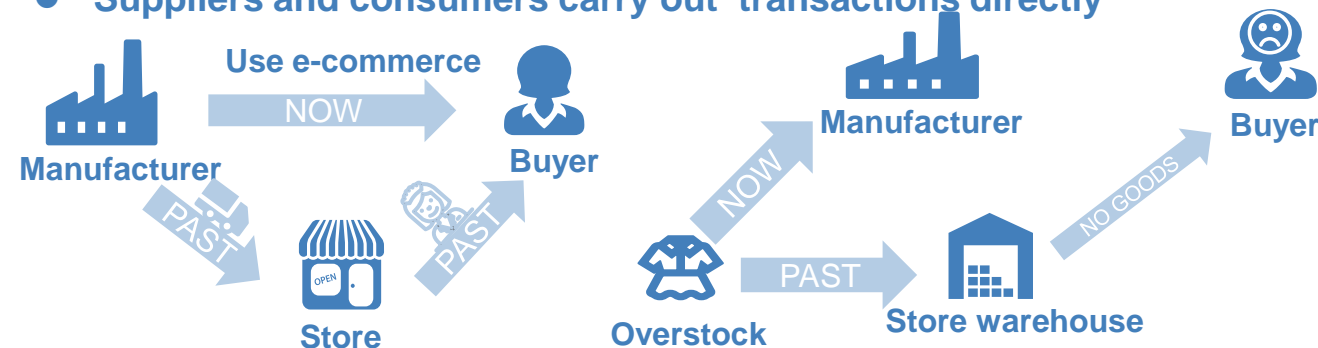 ● Suppliers and consumers carry out transactions directly
Use e-commerce
NOW
Manufacturer
Buyer
PAST
PAST
OPEN
Store
Manufacturer
Buyer
NOW
NO GOODS
PAST
Overstock
Store warehouse